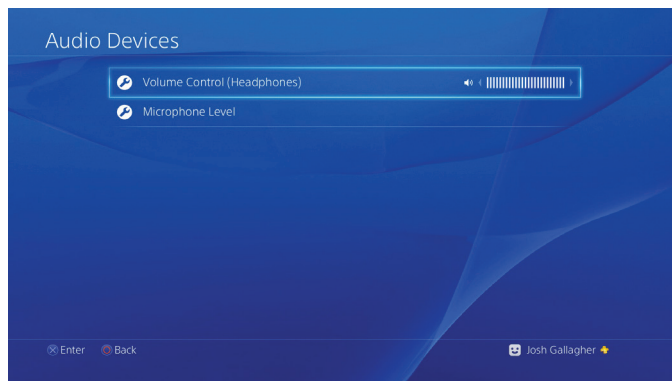 Audio Devices
Volume Control (Headphones)
Microphone Level
Enter Back Josh Gallagher